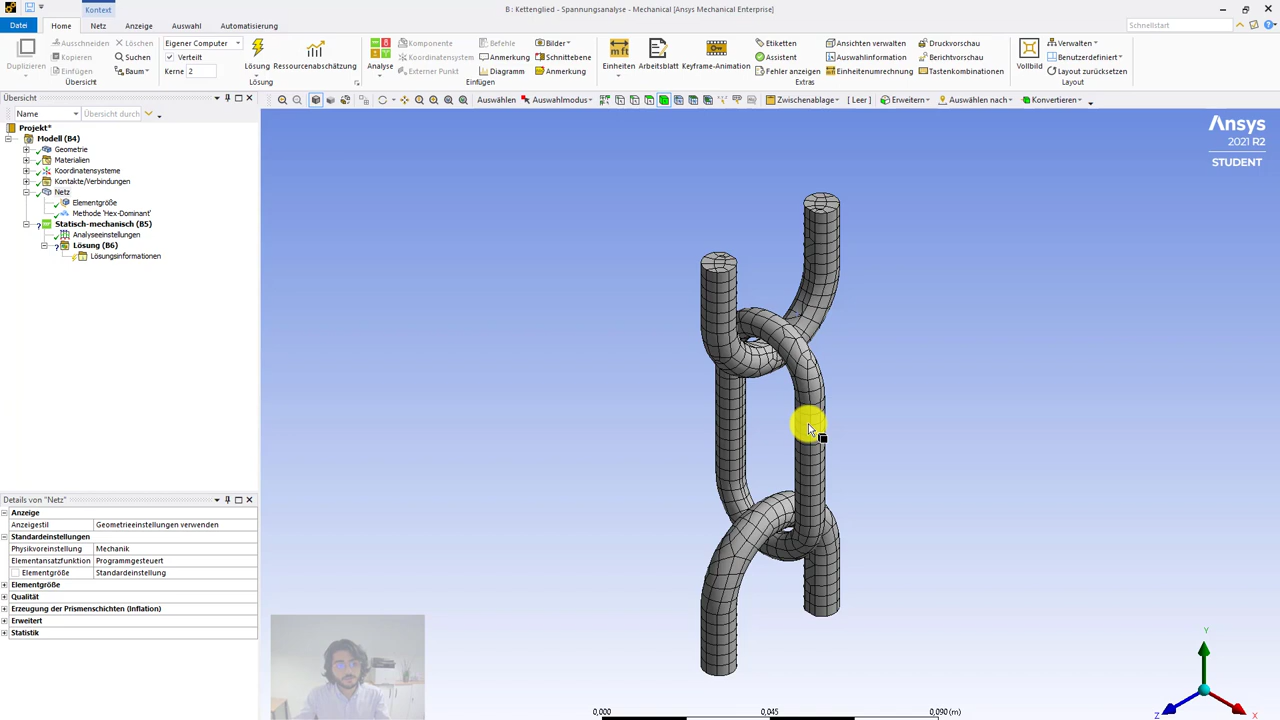 B : Kettenglied - Spannungsanalyse - Mechanical [Ansys Mechanical Enterprise]
Kontext
Datei Home Netz Anzeige Auswahl Automatisierung Schnellstart
Duplizieren
Ausschneiden Löschen
Kopieren Suchen
Einfügen Baum
Übersicht
Eigener Computer
Verteilt
Kerne 2
Lösung Ressourcenabschätzung
Lösung
Analyse
Komponente Befehle Bilder
Koordinatensystem Anmerkung Schnittebene
Externer Punkt Diagramm Anmerkung
Einfügen
Einheiten Arbeitsblatt Keyframe-Animation
Etiketten Ansichten verwalten Druckvorschau
Assistent Auswahlinformation Berichtvorschau
Fehler anzeigen Einheitenumrechnung Tastenkombinationen
Extras
Vollbild
Verwalten
Benutzerdefiniert
Layout zurücksetzen
Layout
Übersicht
Auswählen Auswahlmodus Zwischenablage [ Leer ] Erweitern Auswählen nach Konvertieren
Name Übersicht durch
Projekt*
Modell (B4)
Geometrie
Materialien
Koordinatensysteme
Kontakte/Verbindungen
Netz
Elementgröße
Methode 'Hex-Dominant'
Statisch-mechanisch (B5)
Analyseeinstellungen
Lösung (B6)
Lösungsinformationen
Ansys
2021 R2
STUDENT
Details von "Netz"
Anzeige
Anzeigestil Geometrieeinstellungen verwenden
Standardeinstellungen
Physikvoreinstellung Mechanik
Elementansatzfunktion Programmgesteuert
Elementgröße Standardeinstellung
Elementgröße
Qualität
Erzeugung der Prismenschichten (Inflation)
Erweitert
Statistik
0,000 0,045 0,090 (m)
Y
Z X